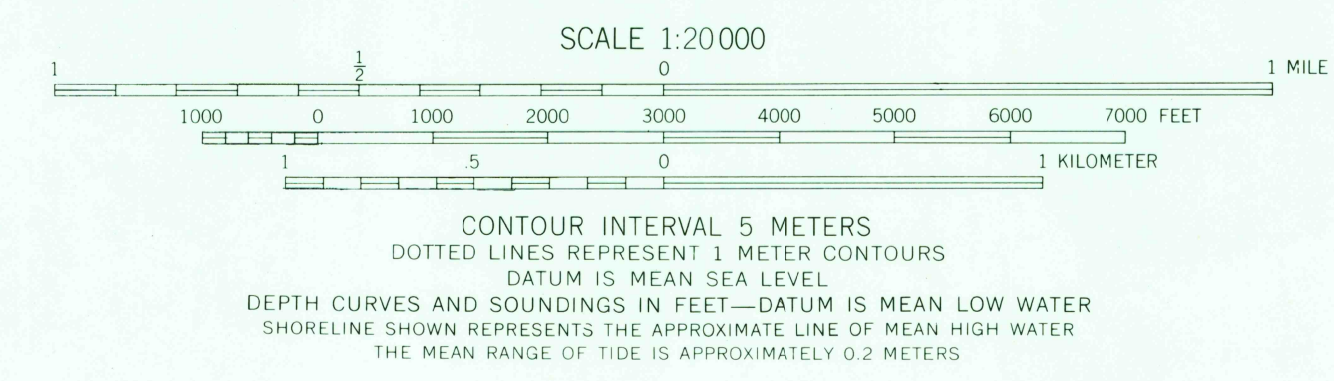 SCALE 1:20 000
1 1/2 0 1 MILE
1000 0 1000 2000 3000 4000 5000 6000 7000 FEET
1 .5 0 1 KILOMETER
CONTOUR INTERVAL 5 METERS
DOTTED LINES REPRESENT 1 METER CONTOURS
DATUM IS MEAN SEA LEVEL
DEPTH CURVES AND SOUNDINGS IN FEET—DATUM IS MEAN LOW WATER
SHORELINE SHOWN REPRESENTS THE APPROXIMATE LINE OF MEAN HIGH WATER
THE MEAN RANGE OF TIDE IS APPROXIMATELY 0.2 METERS